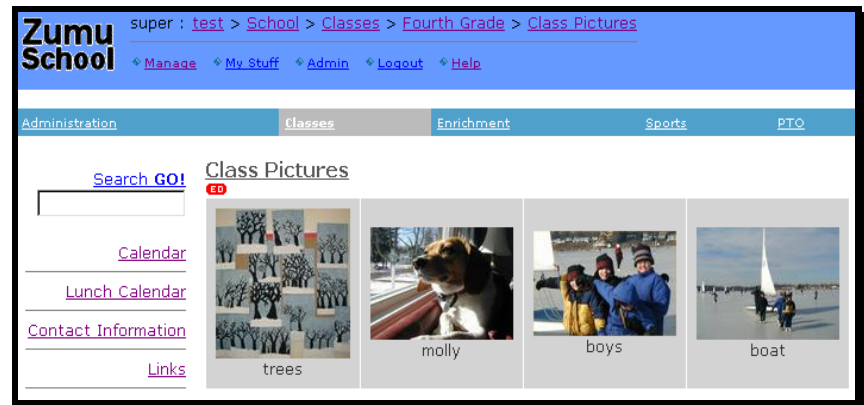 Zumu School
super : test > School > Classes > Fourth Grade > Class Pictures
Manage My Stuff Admin Logout Help
Administration Classes Enrichment Sports PTO
Search GO!
Class Pictures
ED
Calendar
Lunch Calendar
Contact Information
Links
trees molly boys boat